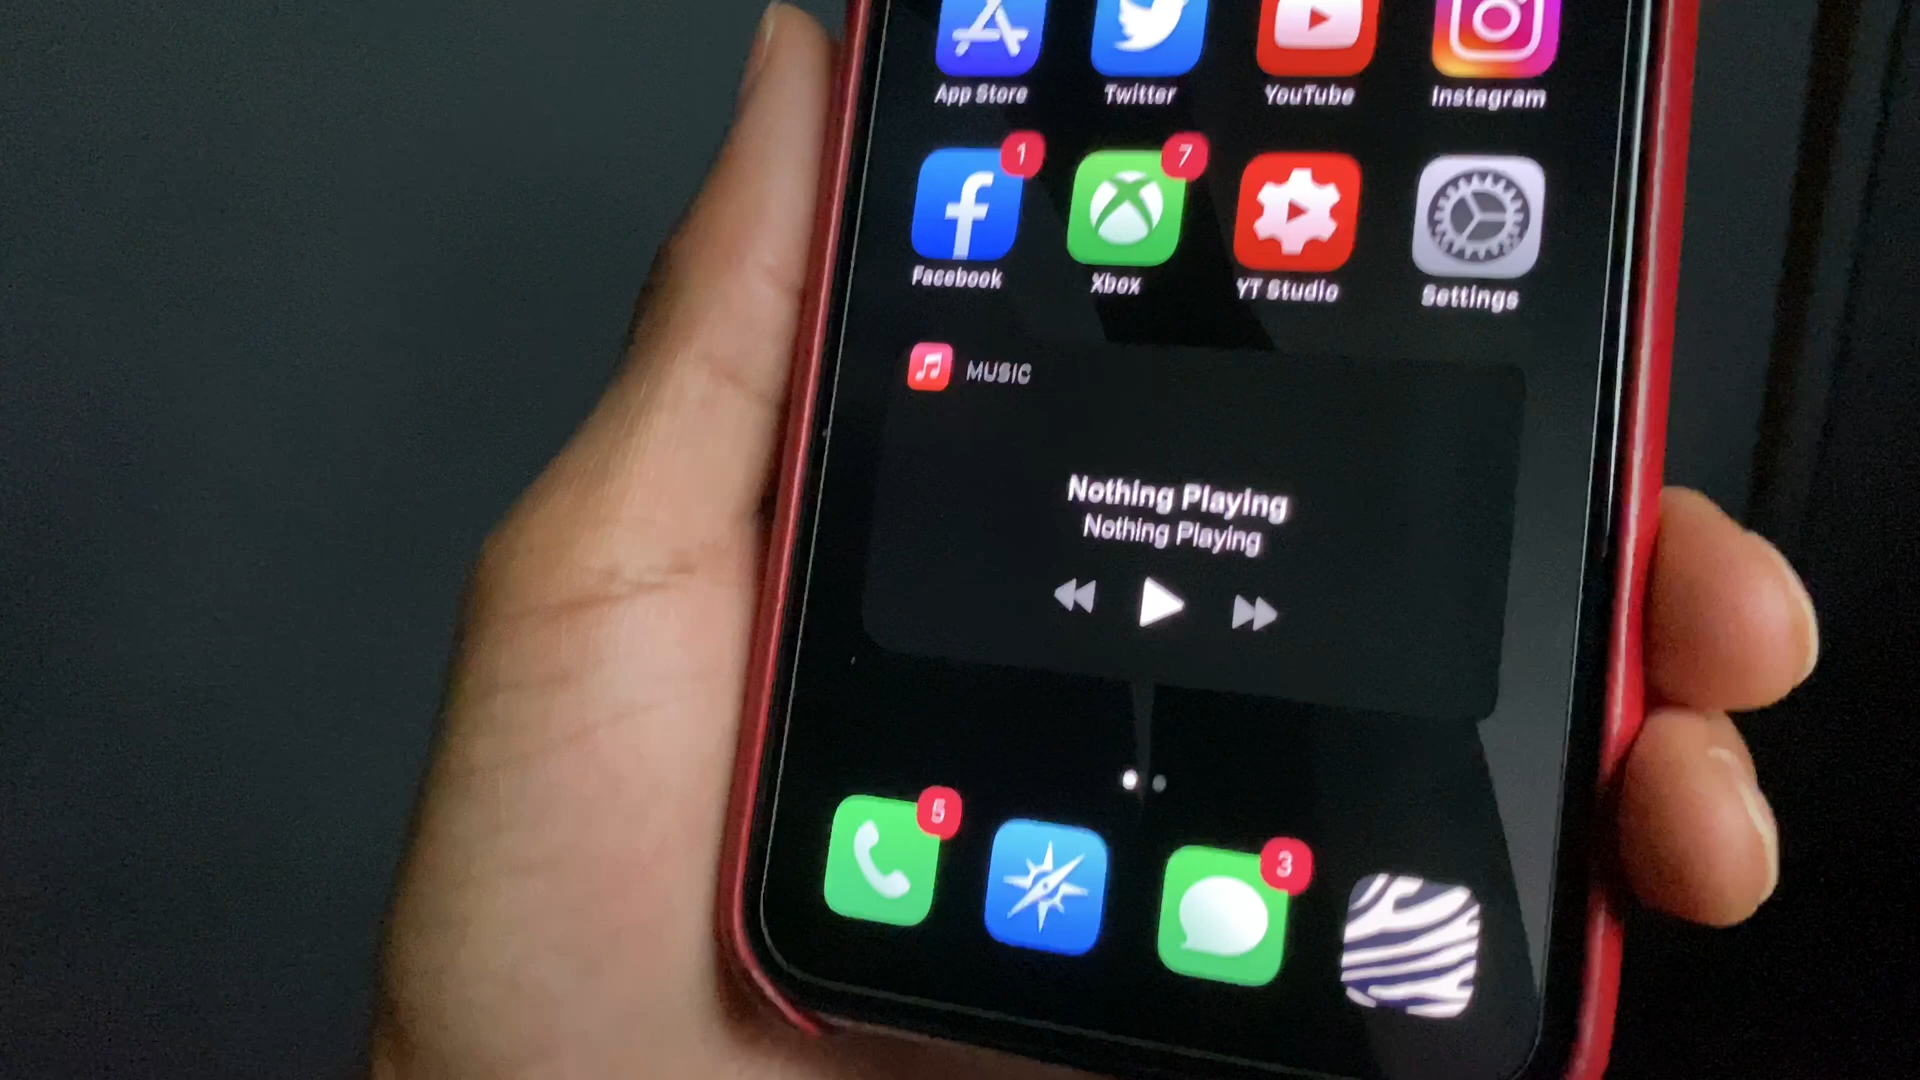 App Store Twitter YouTube Instagram
1 7
Facebook Xbox YT Studio Settings
MUSIC
Nothing Playing
Nothing Playing
5 3